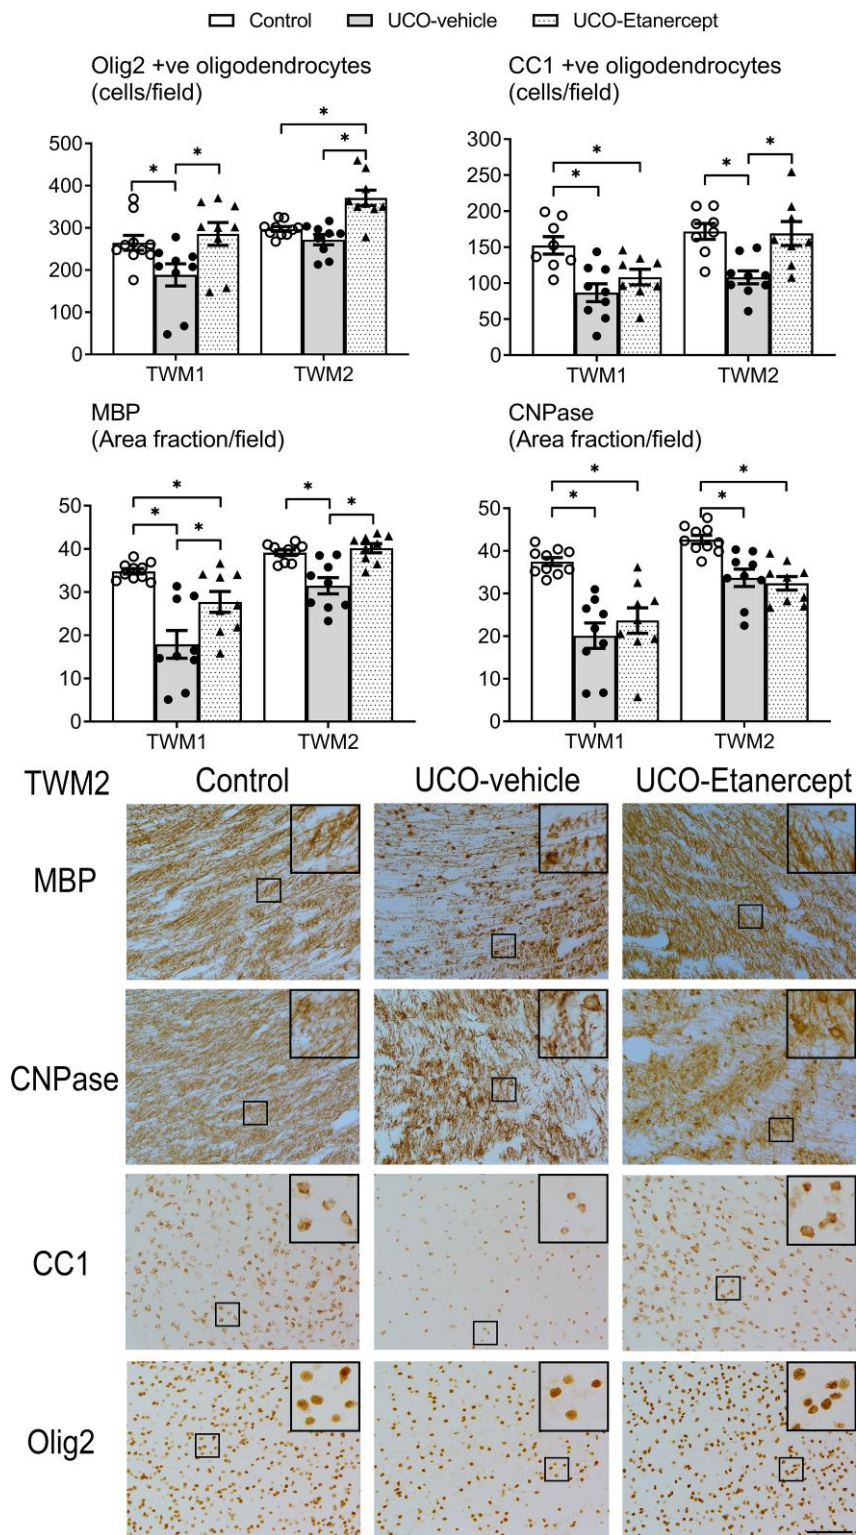 Control UCO-vehicle UCO-Etanercept
Olig2 +ve oligodendrocytes
(cells/field)
CC1 +ve oligodendrocytes
(cells/field)
500
400
300
200
100
0
* * * *
TWM1 TWM2
300
250
200
150
100
50
0
* * * *
TWM1 TWM2
MBP
(Area fraction/field)
CNPase
(Area fraction/field)
50
40
30
20
10
0
* * * * *
TWM1 TWM2
50
40
30
20
10
0
* * * *
TWM1 TWM2
TWM2 Control UCO-vehicle UCO-Etanercept
MBP
CNPase
CC1
Olig2